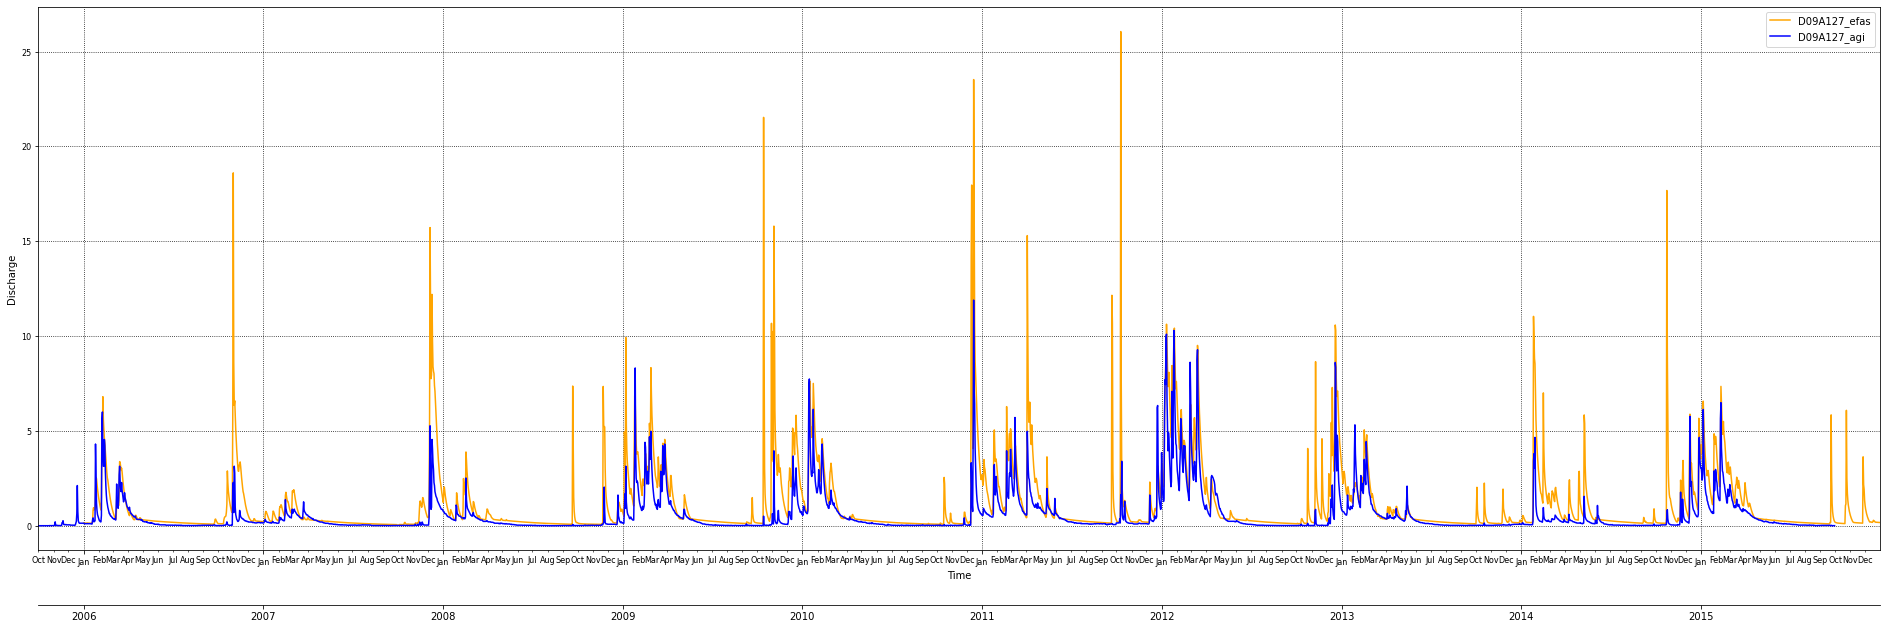 D09A127_efas
D09A127_agi
25
20
15
10
5
0
Discharge
Oct Nov Dec Jan Feb Mar Apr May Jun Jul Aug Sep Oct Nov Dec Jan Feb Mar Apr May Jun Jul Aug Sep Oct Nov Dec Jan Feb Mar Apr May Jun Jul Aug Sep Oct Nov Dec Jan Feb Mar Apr May Jun Jul Aug Sep Oct Nov Dec Jan Feb Mar Apr May Jun Jul Aug Sep Oct Nov Dec Jan Feb Mar Apr May Jun Jul Aug Sep Oct Nov Dec Jan Feb Mar Apr May Jun Jul Aug Sep Oct Nov Dec Jan Feb Mar Apr May Jun Jul Aug Sep Oct Nov Dec Jan Feb Mar Apr May Jun Jul Aug Sep Oct Nov Dec Jan Feb Mar Apr May Jun Jul Aug Sep Oct Nov Dec
Time
2006 2007 2008 2009 2010 2011 2012 2013 2014 2015